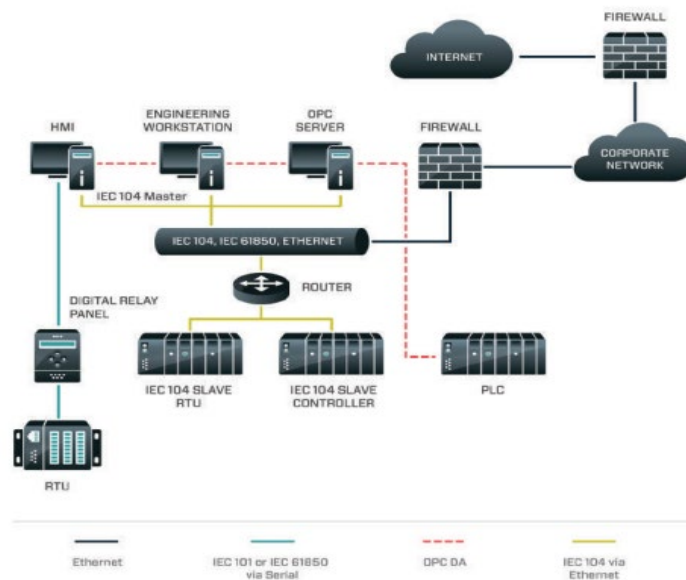 FIREWALL
INTERNET
HMI
ENGINEERING
WORKSTATION
OPC
SERVER
FIREWALL
CORPORATE
NETWORK
IEC 104 Master
IEC 104, IEC 61850, ETHERNET
ROUTER
DIGITAL RELAY
PANEL
IEC 104 SLAVE
RTU
IEC 104 SLAVE
CONTROLLER
PLC
RTU
Ethernet
IEC 101 or IEC 61850
via Serial
OPC DA
IEC 104 via
Ethernet